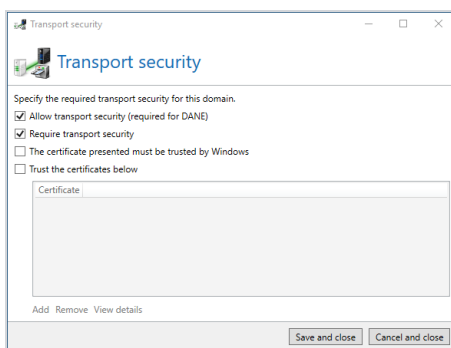 Transport security
Transport security
Specify the required transport security for this domain.
Allow transport security (required for DANE)
Require transport security
The certificate presented must be trusted by Windows
Trust the certificates below
Certificate
Add Remove View details
Save and close Cancel and close